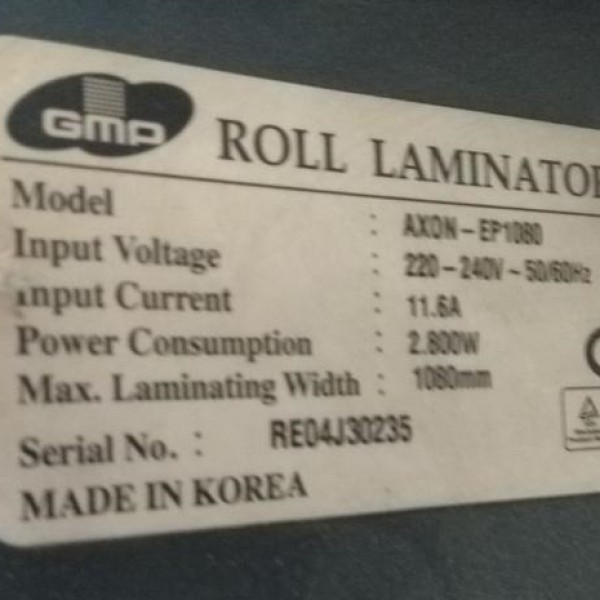 GMP
ROLL LAMINATOR
Model : AXON-EP1080
Input Voltage : 220-240V~50/60Hz
Input Current : 11.6A
Power Consumption : 2.800W
Max. Laminating Width : 1080mm
Serial No. : RE04J30235
MADE IN KOREA